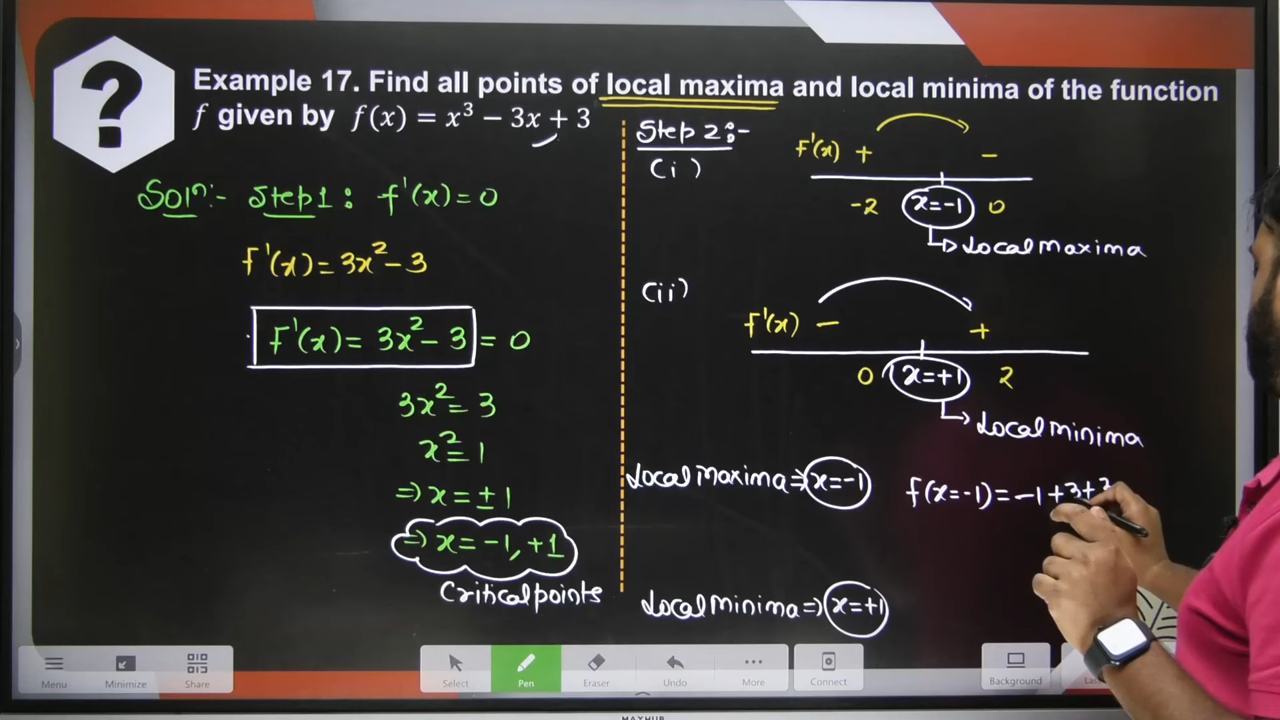 ?
Example 17. Find all points of local maxima and local minima of the function
f given by f(x) = x³ − 3x + 3
Solⁿ:- Step 1 : f'(x) = 0
f'(x) = 3x² − 3
f'(x) = 3x² − 3 = 0
3x² = 3
x² = 1
⇒ x = ± 1
⇒ x = −1, +1
Critical points
Step 2 :-
(i)
f'(x) + −
-2 x=-1 0
Local Maxima
(ii)
f'(x) − +
0 x=+1 2
Local Minima
Local Maxima ⇒ x=-1 f(x=-1) = −1+3+
Local Minima ⇒ x=+1
Menu Minimize Share Select Pen Eraser Undo More Connect Background
MAXHUB